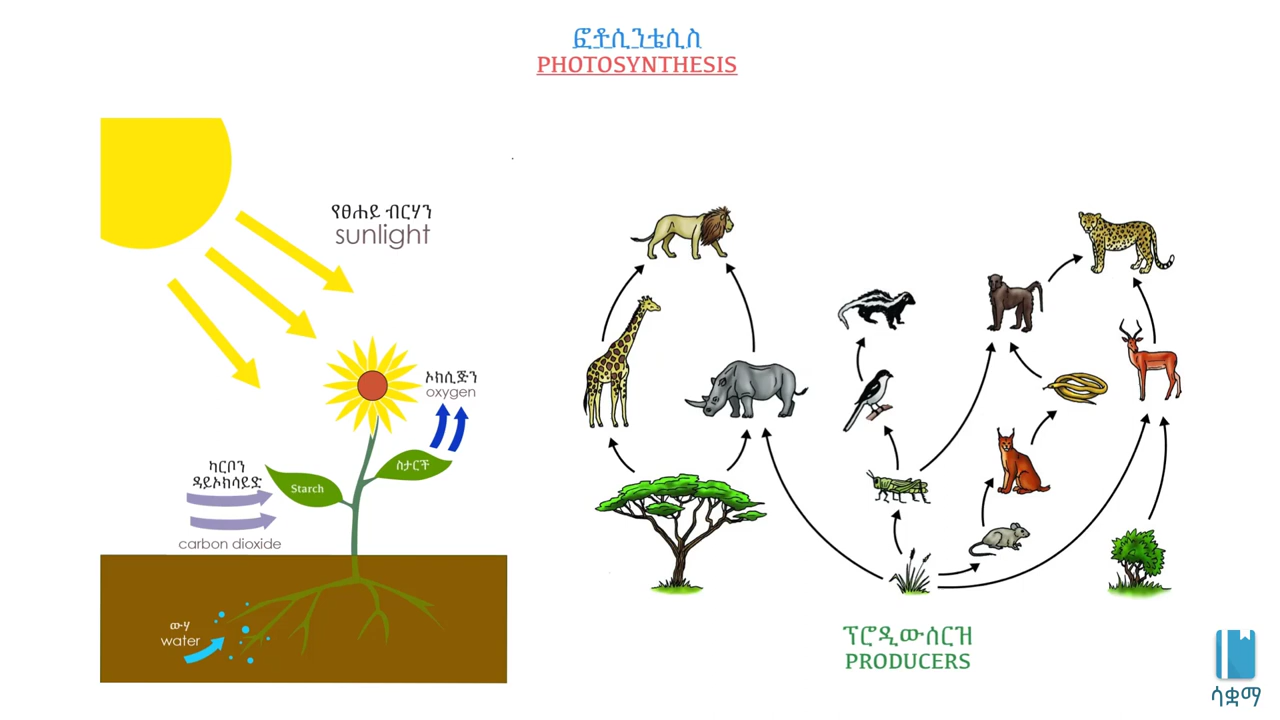 ፎቶሲንቴሲስ
PHOTOSYNTHESIS
የፀሐይ ብርሃን
sunlight
ኦክሲጅን
oxygen
ስታርች
Starch
ካርቦን
ዳይኦክሳይድ
carbon dioxide
ውሃ
water
ፕሮዲውሰርዝ
PRODUCERS
ሳቋማ